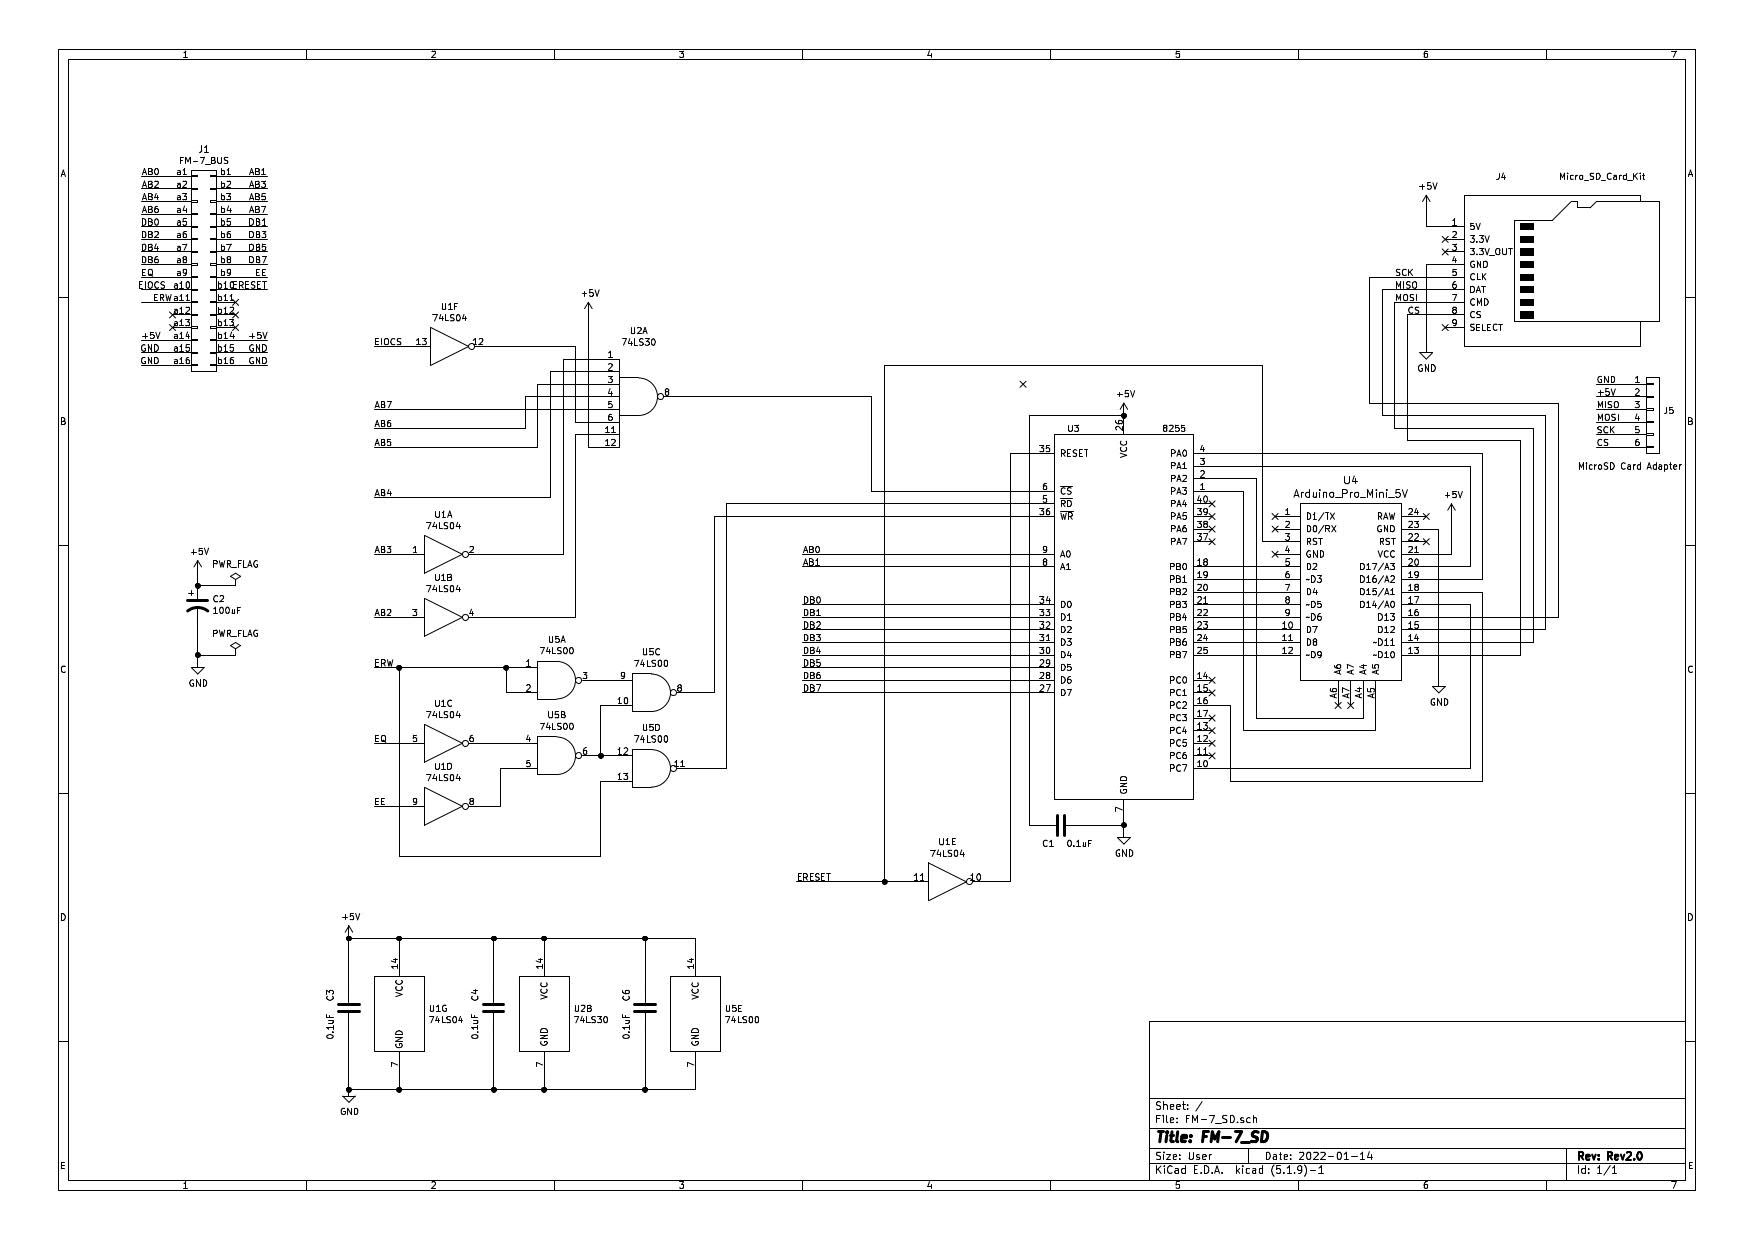 1 2 3 4 5 6 7
A
B
C
D
E
J1
FM-7_BUS
AB0 a1 b1 AB1
AB2 a2 b2 AB3
AB4 a3 b3 AB5
AB6 a4 b4 AB7
DB0 a5 b5 DB1
DB2 a6 b6 DB3
DB4 a7 b7 DB5
DB6 a8 b8 DB7
EQ a9 b9 EE
EIOCS a10 b10 ERESET
ERW a11 b11
a12 b12
a13 b13
+5V a14 b14 +5V
GND a15 b15 GND
GND a16 b16 GND
+5V
PWR_FLAG
+
C2
100uF
PWR_FLAG
GND
U1F
74LS04
EIOCS 13 12
+5V
U2A
74LS30
1
2
3
4
5
6
11
12
8
AB7
AB6
AB5
AB4
U1A
74LS04
AB3 1 2
U1B
74LS04
AB2 3 4
ERW
U5A
74LS00
1
2
3
U5C
74LS00
9
10
8
U1C
74LS04
EQ 5 6
U5B
74LS00
4
5
6
U5D
74LS00
12
13
11
U1D
74LS04
EE 9 8
ERESET
U1E
74LS04
11 10
+5V
U3 8255
26
VCC
35 RESET
6 CS
5 RD
36 WR
AB0 9 A0
AB1 8 A1
DB0 34 D0
DB1 33 D1
DB2 32 D2
DB3 31 D3
DB4 30 D4
DB5 29 D5
DB6 28 D6
DB7 27 D7
PA0 4
PA1 3
PA2 2
PA3 1
PA4 40
PA5 39
PA6 38
PA7 37
PB0 18
PB1 19
PB2 20
PB3 21
PB4 22
PB5 23
PB6 24
PB7 25
PC0 14
PC1 15
PC2 16
PC3 17
PC4 13
PC5 12
PC6 11
PC7 10
GND
7
C1 0.1uF
GND
U4
Arduino_Pro_Mini_5V
1 D1/TX RAW 24
2 D0/RX GND 23
3 RST RST 22
4 GND VCC 21
5 D2 D17/A3 20
6 ~D3 D16/A2 19
7 D4 D15/A1 18
8 ~D5 D14/A0 17
9 ~D6 D13 16
10 D7 D12 15
11 D8 ~D11 14
12 ~D9 ~D10 13
A6 A7 A4 A5
A6 A7 A4 A5
+5V
GND
J4 Micro_SD_Card_Kit
+5V
1 5V
2 3.3V
3 3.3V_OUT
4 GND
SCK 5 CLK
MISO 6 DAT
MOSI 7 CMD
CS 8 CS
9 SELECT
GND
GND 1
+5V 2
MISO 3
MOSI 4
SCK 5
CS 6
J5
MicroSD Card Adapter
+5V
C3
0.1uF
14
VCC
GND
7
U1G
74LS04
C4
0.1uF
14
VCC
GND
7
U2B
74LS30
C6
0.1uF
14
VCC
GND
7
U5E
74LS00
GND
Sheet: /
File: FM-7_SD.sch
Title: FM-7_SD
Size: User Date: 2022-01-14 Rev: Rev2.0
KiCad E.D.A. kicad (5.1.9)-1 Id: 1/1
A
B
C
D
E
1 2 3 4 5 6 7